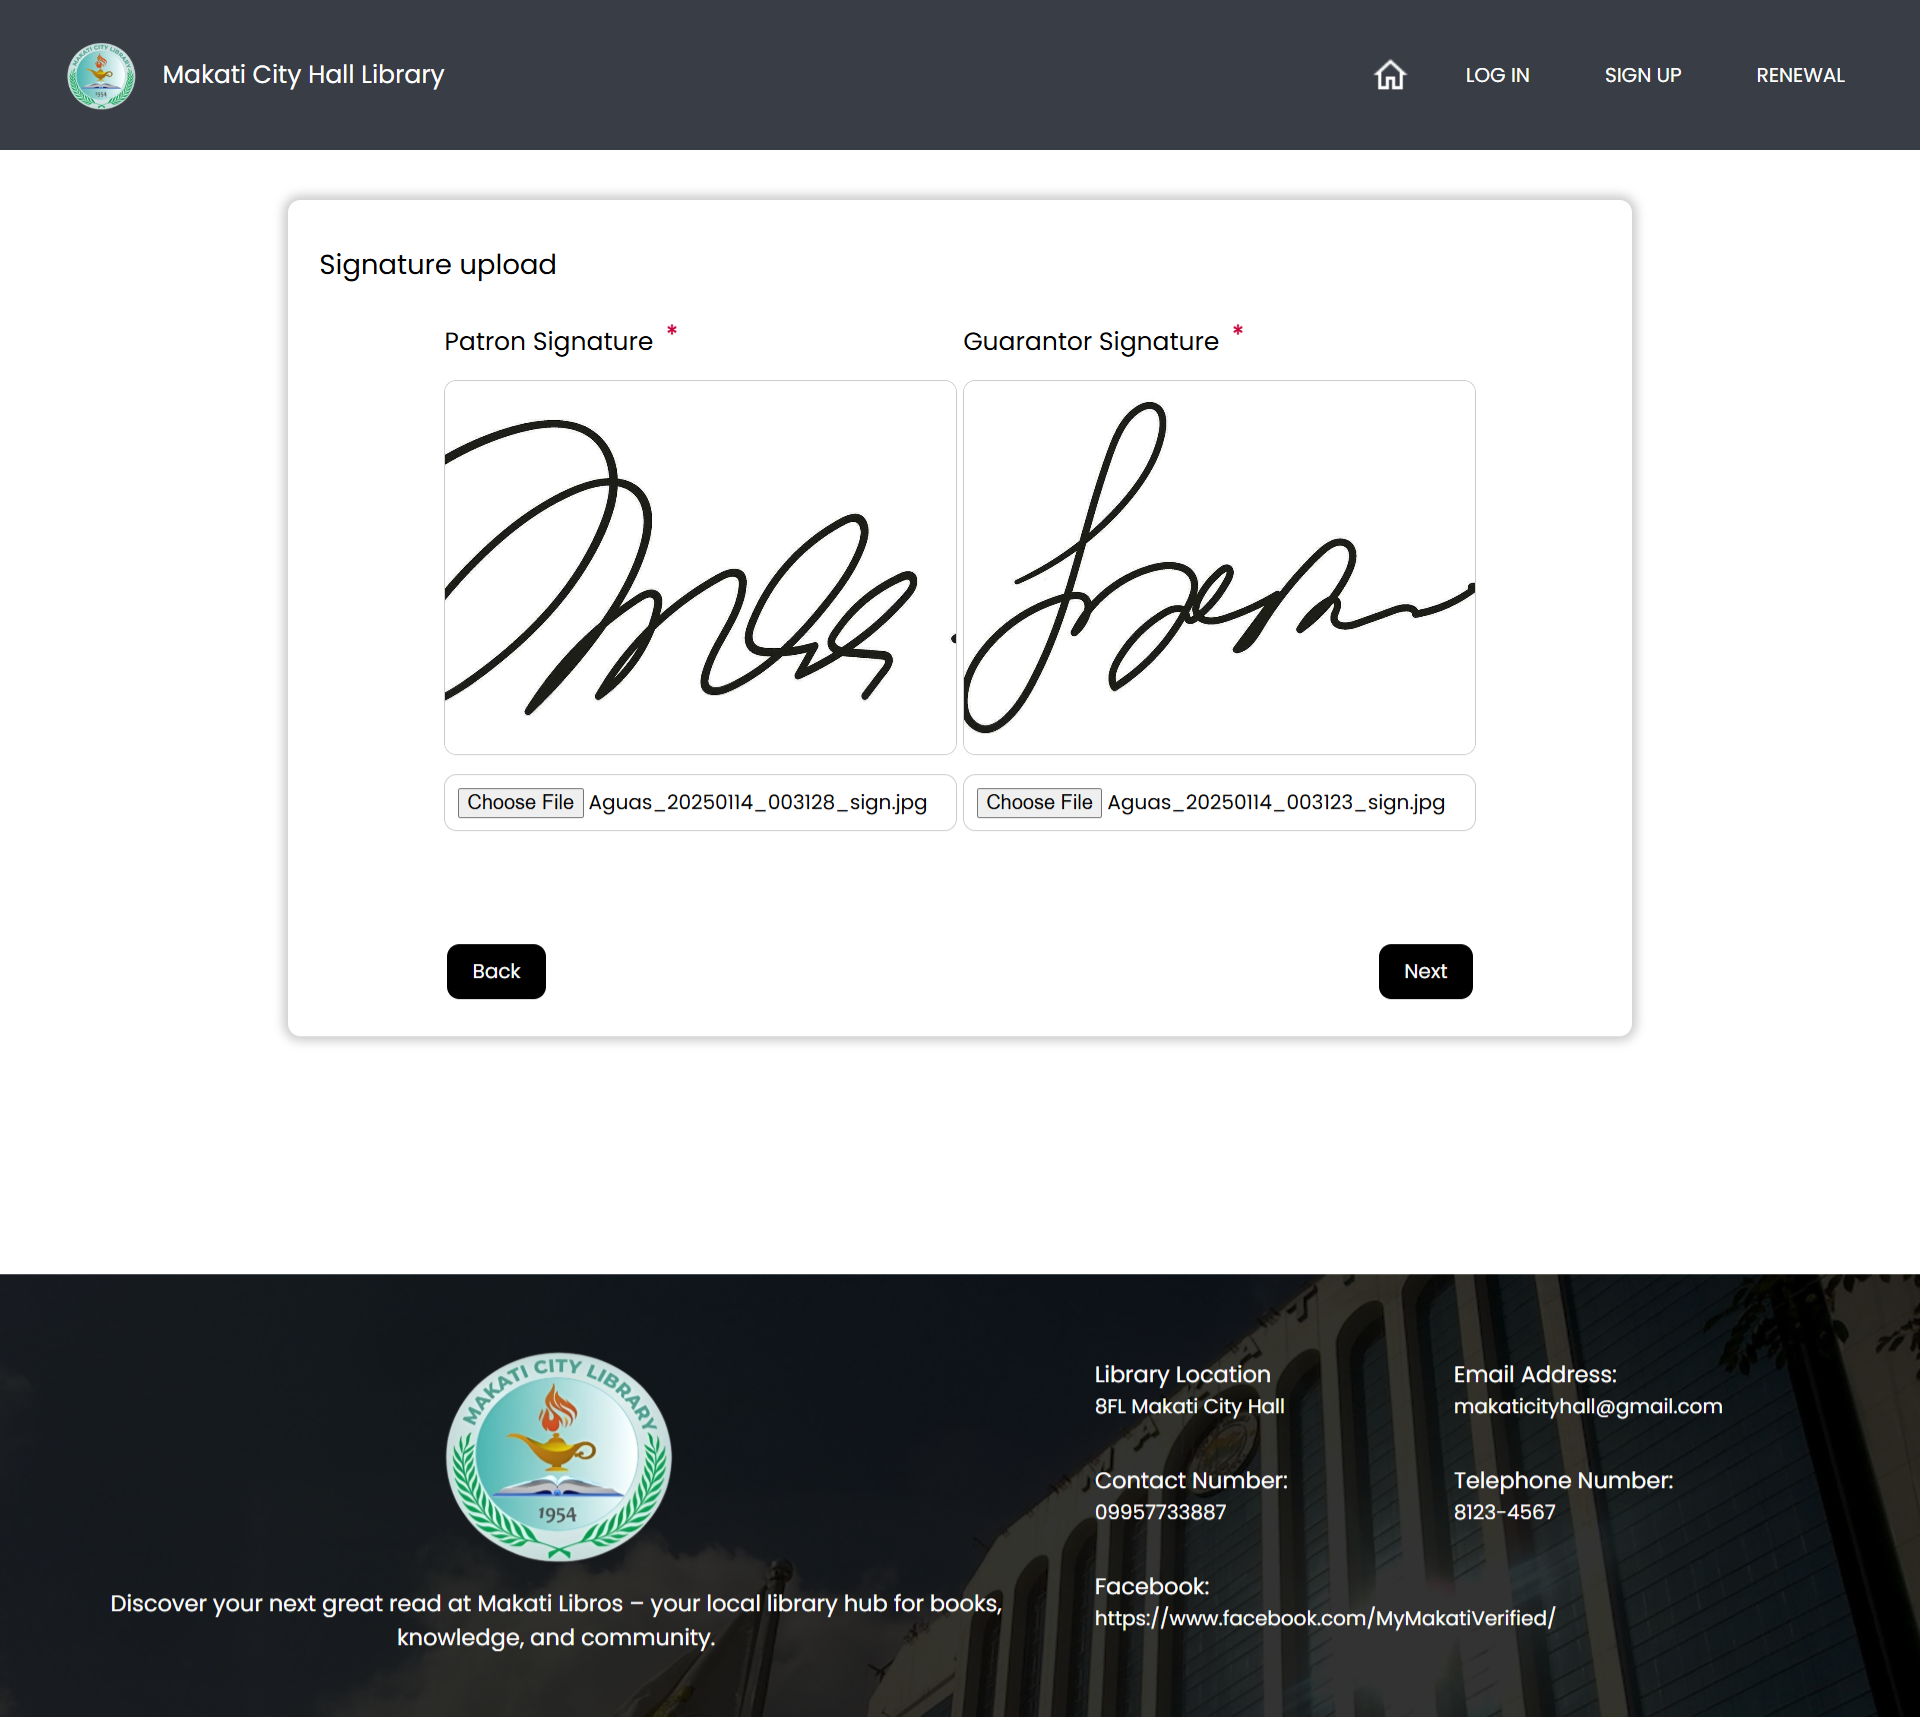 Makati City Hall Library
LOG IN
SIGN UP
RENEWAL
Signature upload
Patron Signature *
Guarantor Signature *
Choose File Aguas_20250114_003128_sign.jpg
Choose File Aguas_20250114_003123_sign.jpg
Back
Next
MAKATI CITY LIBRARY
1954
Discover your next great read at Makati Libros – your local library hub for books,
knowledge, and community.
Library Location
8FL Makati City Hall
Email Address:
makaticityhall@gmail.com
Contact Number:
09957733887
Telephone Number:
8123-4567
Facebook:
https://www.facebook.com/MyMakatiVerified/